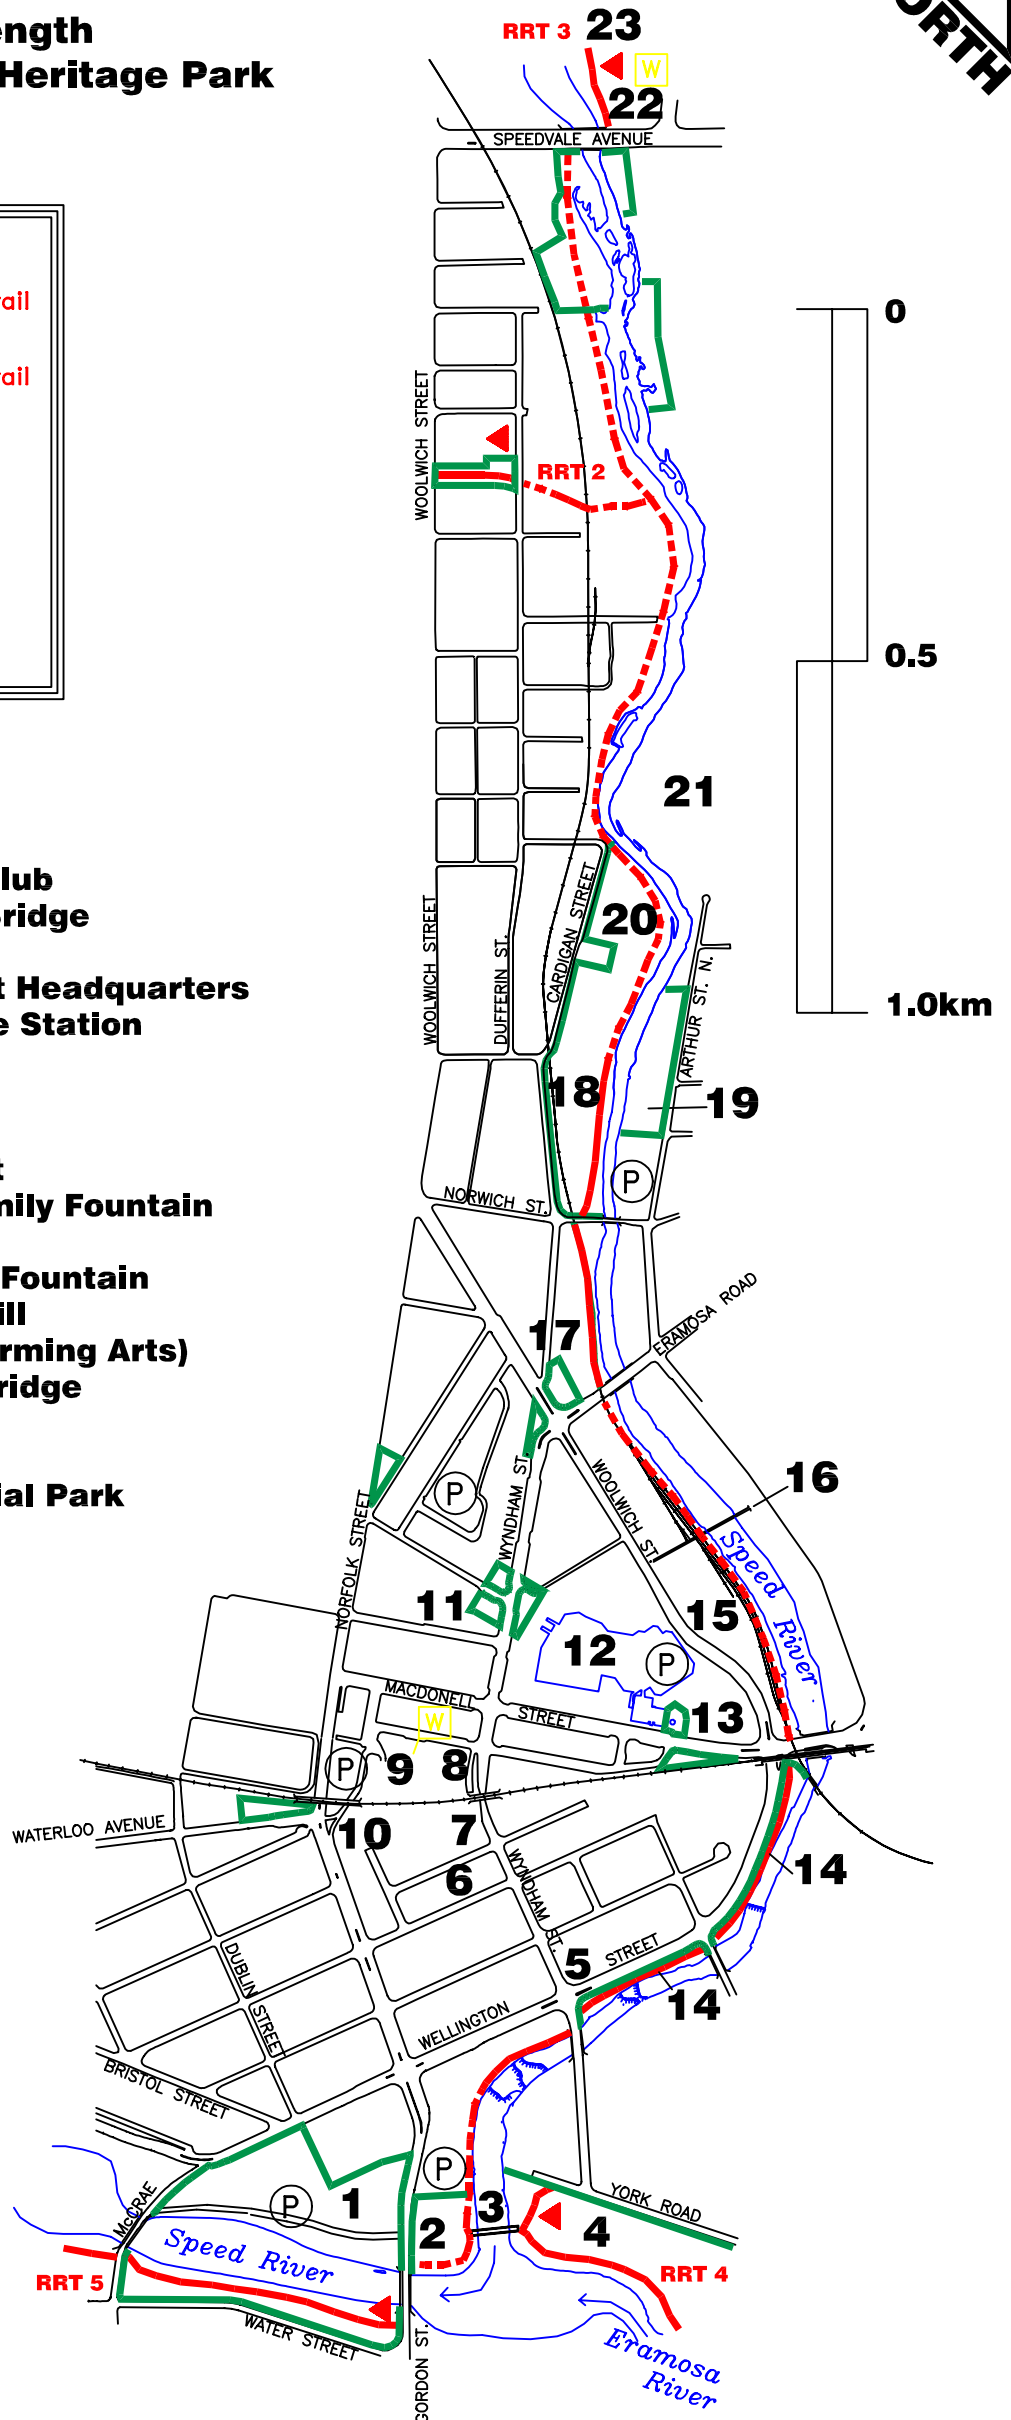 ength
Heritage Park
ORTH
RRT 3
23
W
22
SPEEDVALE AVENUE
ail
ail
0
WOOLWICH STREET
RRT 2
0.5
21
lub
ridge
t Headquarters
e Station
20
WOOLWICH STREET
DUFFERIN ST.
CARDIGAN STREET
ARTHUR ST. N.
1.0km
18
19
t
mily Fountain
P
NORWICH ST.
Fountain
ill
orming Arts)
ridge
17
ERAMOSA ROAD
ial Park
P
WYNDHAM ST.
WOOLWICH ST.
16
NORFOLK STREET
Speed River
11
15
12
P
MACDONELL STREET
W
13
P
9
8
WATERLOO AVENUE
10
7
6
WYNDHAM ST.
14
DUBLIN STREET
5
WELLINGTON STREET
14
BRISTOL STREET
McCRAE
P
P
1
2
3
4
YORK ROAD
Speed River
RRT 5
RRT 4
WATER STREET
GORDON ST.
Eramosa
River